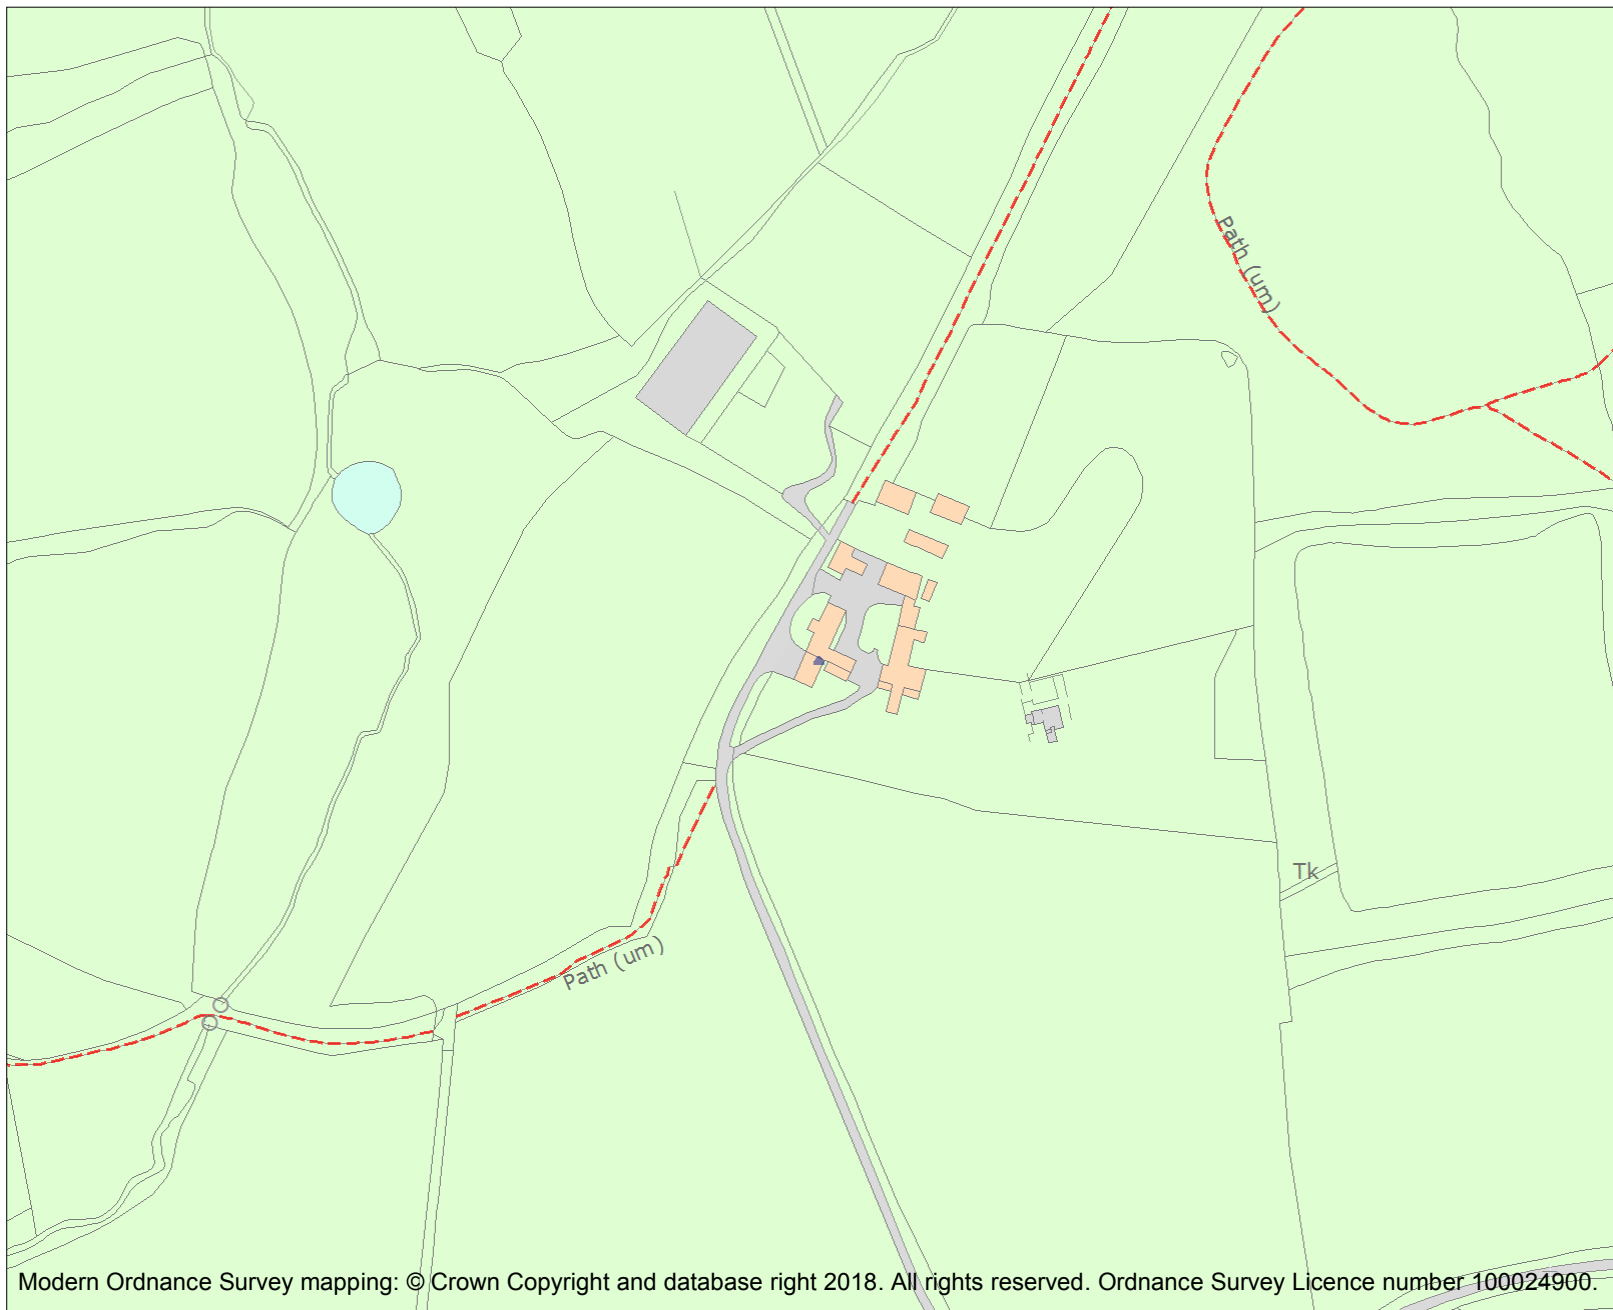 Path (um)
Tk
Path (um)
Modern Ordnance Survey mapping: © Crown Copyright and database right 2018. All rights reserved. Ordnance Survey Licence number 100024900.